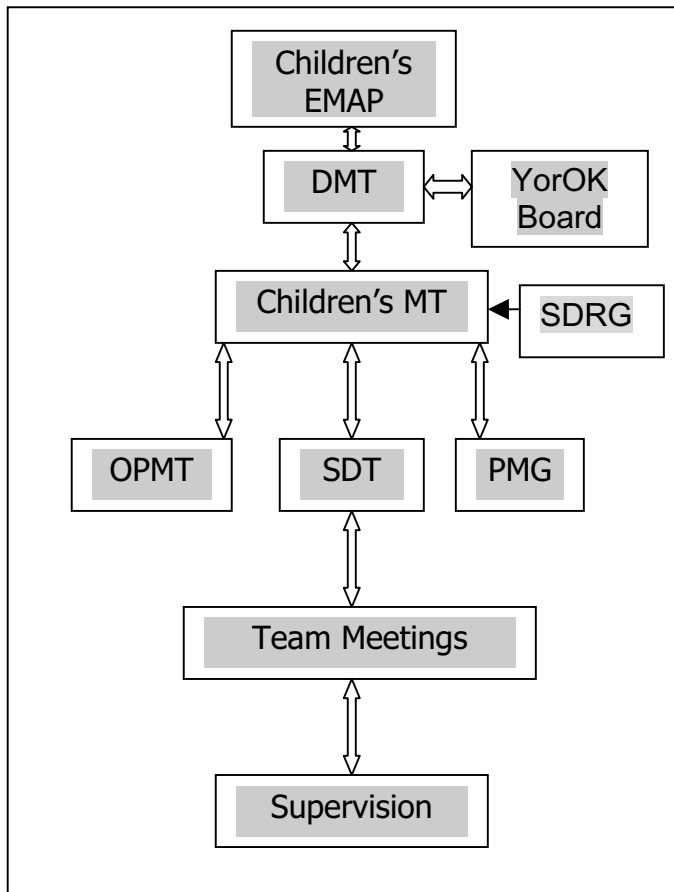 Children’s
EMAP
DMT
YorOK
Board
Children’s MT
SDRG
OPMT
SDT
PMG
Team Meetings
Supervision